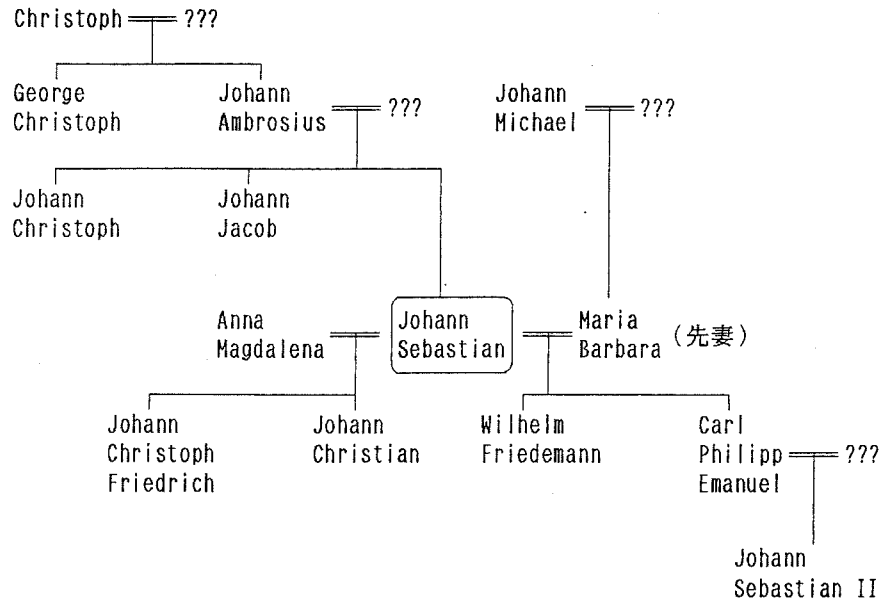 Christoph ???
George Christoph
Johann Ambrosius
???
Johann Michael
???
Johann Christoph
Johann Jacob
Anna Magdalena
Johann Sebastian
Maria Barbara
(先妻)
Johann Christoph Friedrich
Johann Christian
Wilhelm Friedemann
Carl Philipp Emanuel
???
Johann Sebastian II